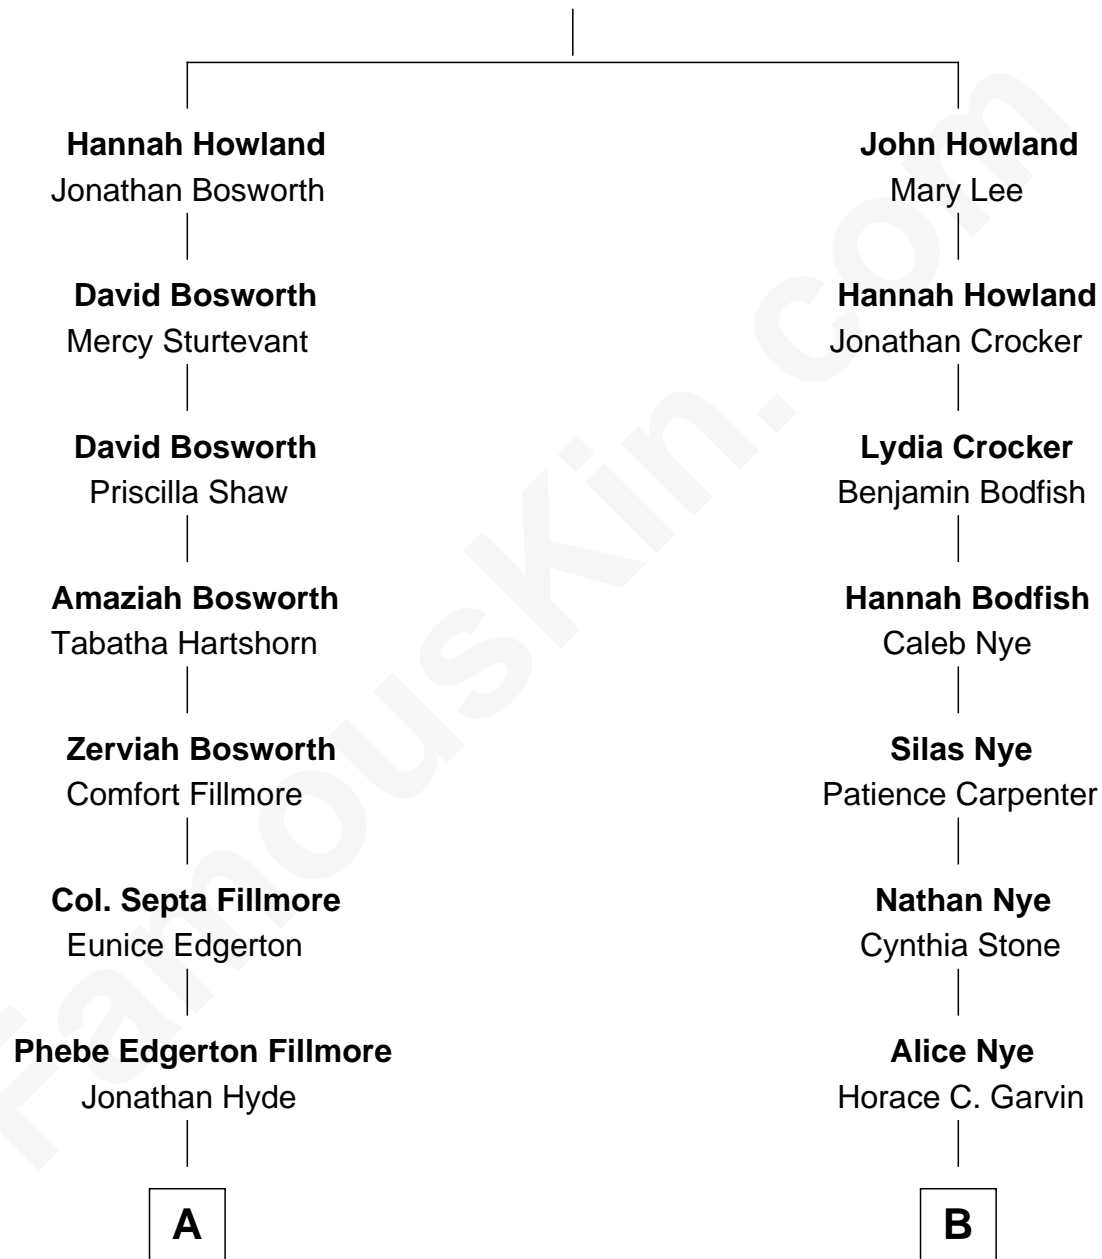 Hannah Howland
Jonathan Bosworth
David Bosworth
Mercy Sturtevant
David Bosworth
Priscilla Shaw
Amaziah Bosworth
Tabatha Hartshorn
Zerviah Bosworth
Comfort Fillmore
Col. Septa Fillmore
Eunice Edgerton
Phebe Edgerton Fillmore
Jonathan Hyde
A
John Howland
Mary Lee
Hannah Howland
Jonathan Crocker
Lydia Crocker
Benjamin Bodfish
Hannah Bodfish
Caleb Nye
Silas Nye
Patience Carpenter
Nathan Nye
Cynthia Stone
Alice Nye
Horace C. Garvin
B
FamousKin.com